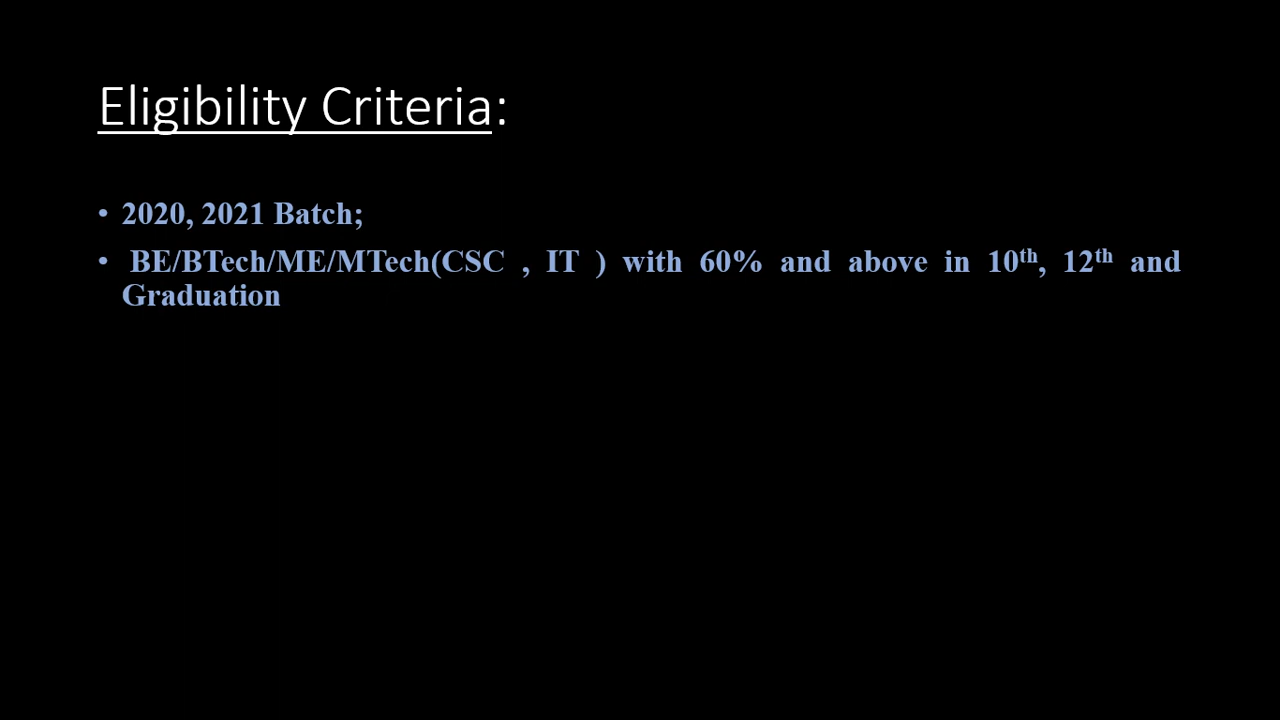 Eligibility Criteria:
• 2020, 2021 Batch;
• BE/BTech/ME/MTech(CSC , IT ) with 60% and above in 10th, 12th and
Graduation